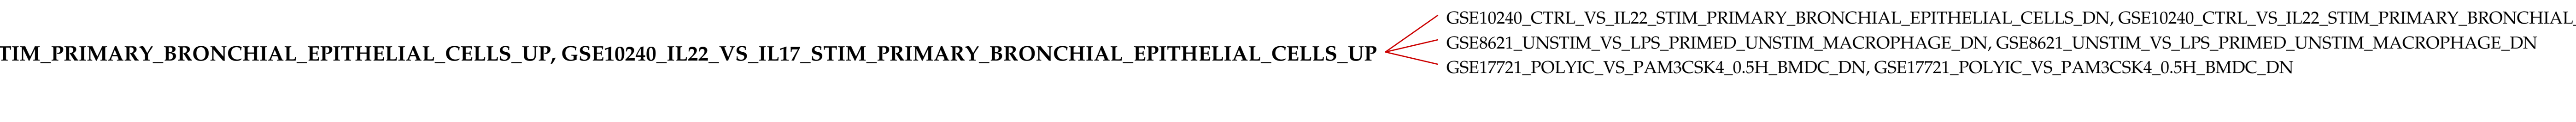 GSE10240_CTRL_VS_IL22_STIM_PRIMARY_BRONCHIAL_EPITHELIAL_CELLS_DN, GSE10240_CTRL_VS_IL22_STIM_PRIMARY_BRONCHIAL_
GSE8621_UNSTIM_VS_LPS_PRIMED_UNSTIM_MACROPHAGE_DN, GSE8621_UNSTIM_VS_LPS_PRIMED_UNSTIM_MACROPHAGE_DN
TIM_PRIMARY_BRONCHIAL_EPITHELIAL_CELLS_UP, GSE10240_IL22_VS_IL17_STIM_PRIMARY_BRONCHIAL_EPITHELIAL_CELLS_UP
GSE17721_POLYIC_VS_PAM3CSK4_0.5H_BMDC_DN, GSE17721_POLYIC_VS_PAM3CSK4_0.5H_BMDC_DN